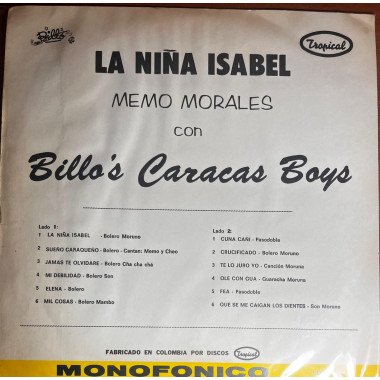 Billo
Tropical
LA NIÑA ISABEL
MEMO MORALES
con
Billo's Caracas Boys
Lado 1:
1 LA NIÑA ISABEL - Bolero Moruno
2 SUEÑO CARAQUEÑO - Bolero - Cantan: Memo y Cheo
3 JAMAS TE OLVIDARE - Bolero Cha cha chá
4 MI DEBILIDAD - Bolero Son
5 ELENA - Bolero
6 MIL COSAS - Bolero Mambo
Lado 2:
1 CUNA CAÑI - Pasodoble
2 CRUCIFICADO - Bolero Moruno
3 TE LO JURO YO - Canción Moruna
4 OLE CON OLA - Guaracha Moruna
5 FEA - Pasodoble
6 QUE SE ME CAIGAN LOS DIENTES - Son Moruno
FABRICADO EN COLOMBIA POR DISCOS Tropical
MONOFONICO